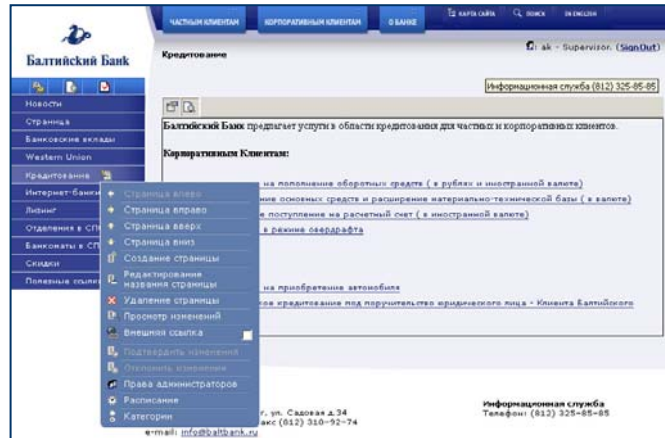 ЧАСТНЫМ КЛИЕНТАМ
КОРПОРАТИВНЫМ КЛИЕНТАМ
О БАНКЕ
КАРТА САЙТА
ПОИСК
IN ENGLISH
Балтийский Банк
Кредитование
: ak - Supervisor. (SignOut)
Информационная служба (812) 325-85-85
Новости
Страница
Банковские вклады
Western Union
Кредитование
Интернет-банки
Лизинг
Отделения в СП
Банкоматы в СП
Скидки
Полезные ссылк
Балтийский Банк предлагает услуги в области кредитования для частных и корпоративных клиентов.
Корпоративным Клиентам:
на пополнение оборотных средств ( в рублях и иностранной валюте)
ние основных средств и расширение материально-технической базы ( в валюте)
е поступление на расчетный счет ( в иностранной валюте)
в режиме овердрафта
на приобретение автомобиля
кое кредитование под поручительство юридического лица - Клиента Балтийского
Страница влево
Страница вправо
Страница вверх
Страница вниз
Создание страницы
Редактирование
названия страницы
Удаление страницы
Просмотр изменений
Внешняя ссылка
Подтвердить изменения
Отклонить изменения
Права администраторов
Расписание
Категории
г, ул. Садовая д.34
акс (812) 310-92-74
e-mail: info@baltbank.ru
Информационная служба
Телефон: (812) 325-85-85